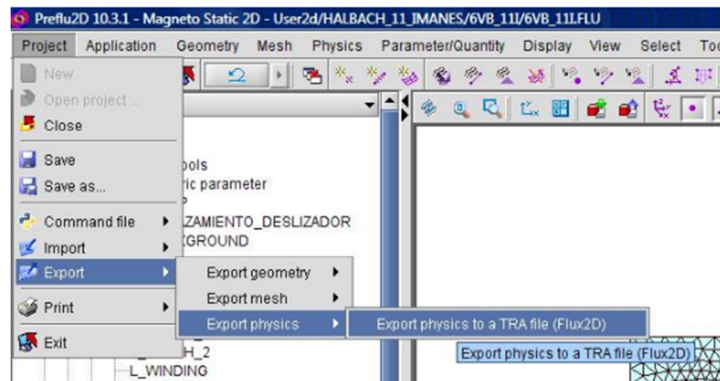 Preflu2D 10.3.1 - Magneto Static 2D - User2d/HALBACH_11_IMANES/6VB_11I/6VB_11I.FLU
Project Application Geometry Mesh Physics Parameter/Quantity Display View Select Too
New
Open project ...
Close
Save
ools
Save as...
ric parameter
Command file
ZAMIENTO_DESLIZADOR
Import
KGROUND
Export
Export geometry
Export mesh
Print
Export physics
Export physics to a TRA file (Flux2D)
Exit
H_2
Export physics to a TRA file (Flux2D)
L_WINDING